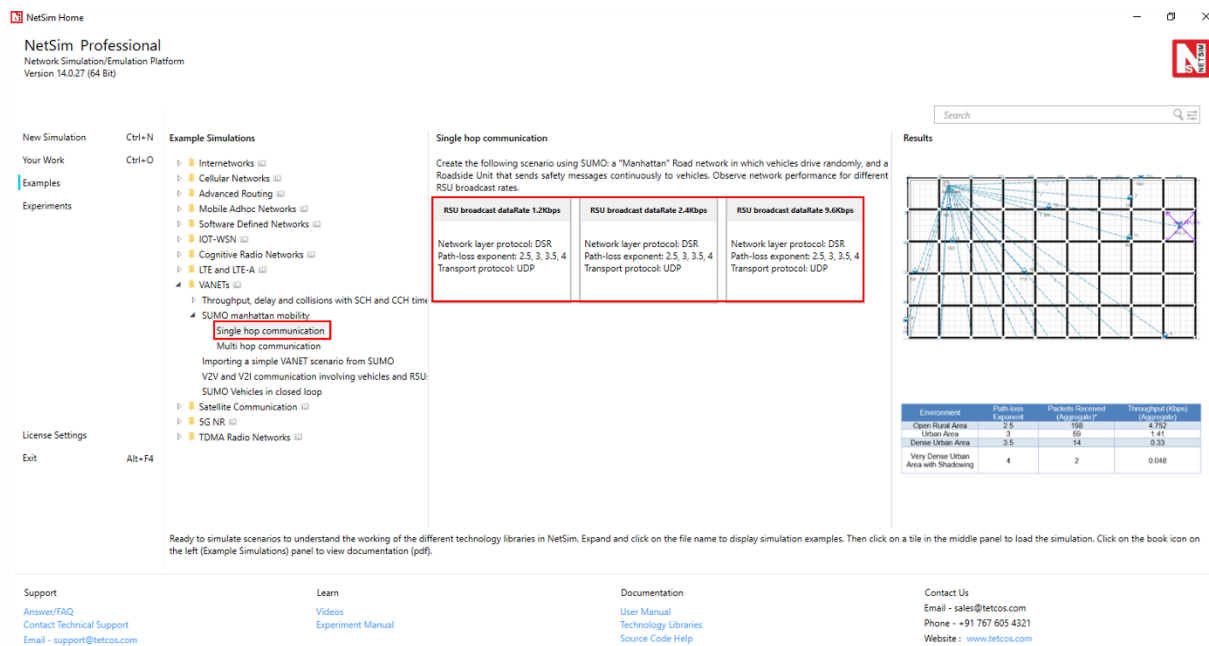 NetSim Home
NetSim Professional
Network Simulation/Emulation Platform
Version 14.0.27 (64 Bit)
NETSIM
Search
New Simulation Ctrl+N
Your Work Ctrl+O
Examples
Experiments
License Settings
Exit Alt+F4
Example Simulations
Internetworks
Cellular Networks
Advanced Routing
Mobile Adhoc Networks
Software Defined Networks
IOT-WSN
Cognitive Radio Networks
LTE and LTE-A
VANETs
Throughput, delay and collisions with SCH and CCH time
SUMO manhattan mobility
Single hop communication
Multi hop communication
Importing a simple VANET scenario from SUMO
V2V and V2I communication involving vehicles and RSU
SUMO Vehicles in closed loop
Satellite Communication
5G NR
TDMA Radio Networks
Single hop communication
Create the following scenario using SUMO: a "Manhattan" Road network in which vehicles drive randomly, and a
Roadside Unit that sends safety messages continuously to vehicles. Observe network performance for different
RSU broadcast rates.
RSU broadcast dataRate 1.2Kbps
Network layer protocol: DSR
Path-loss exponent: 2.5, 3, 3.5, 4
Transport protocol: UDP
RSU broadcast dataRate 2.4Kbps
Network layer protocol: DSR
Path-loss exponent: 2.5, 3, 3.5, 4
Transport protocol: UDP
RSU broadcast dataRate 9.6Kbps
Network layer protocol: DSR
Path-loss exponent: 2.5, 3, 3.5, 4
Transport protocol: UDP
Results
Environment Path-loss Exponent Packets Received (Aggregate)* Throughput (Kbps) (Aggregate)
Open Rural Area 2.5 198 4.752
Urban Area 3 59 1.41
Dense Urban Area 3.5 14 0.33
Very Dense Urban
Area with Shadowing 4 2 0.048
Ready to simulate scenarios to understand the working of the different technology libraries in NetSim. Expand and click on the file name to display simulation examples. Then click on a tile in the middle panel to load the simulation. Click on the book icon on
the left (Example Simulations) panel to view documentation (pdf).
Support
Answer/FAQ
Contact Technical Support
Email - support@tetcos.com
Learn
Videos
Experiment Manual
Documentation
User Manual
Technology Libraries
Source Code Help
Contact Us
Email - sales@tetcos.com
Phone - +91 767 605 4321
Website : www.tetcos.com